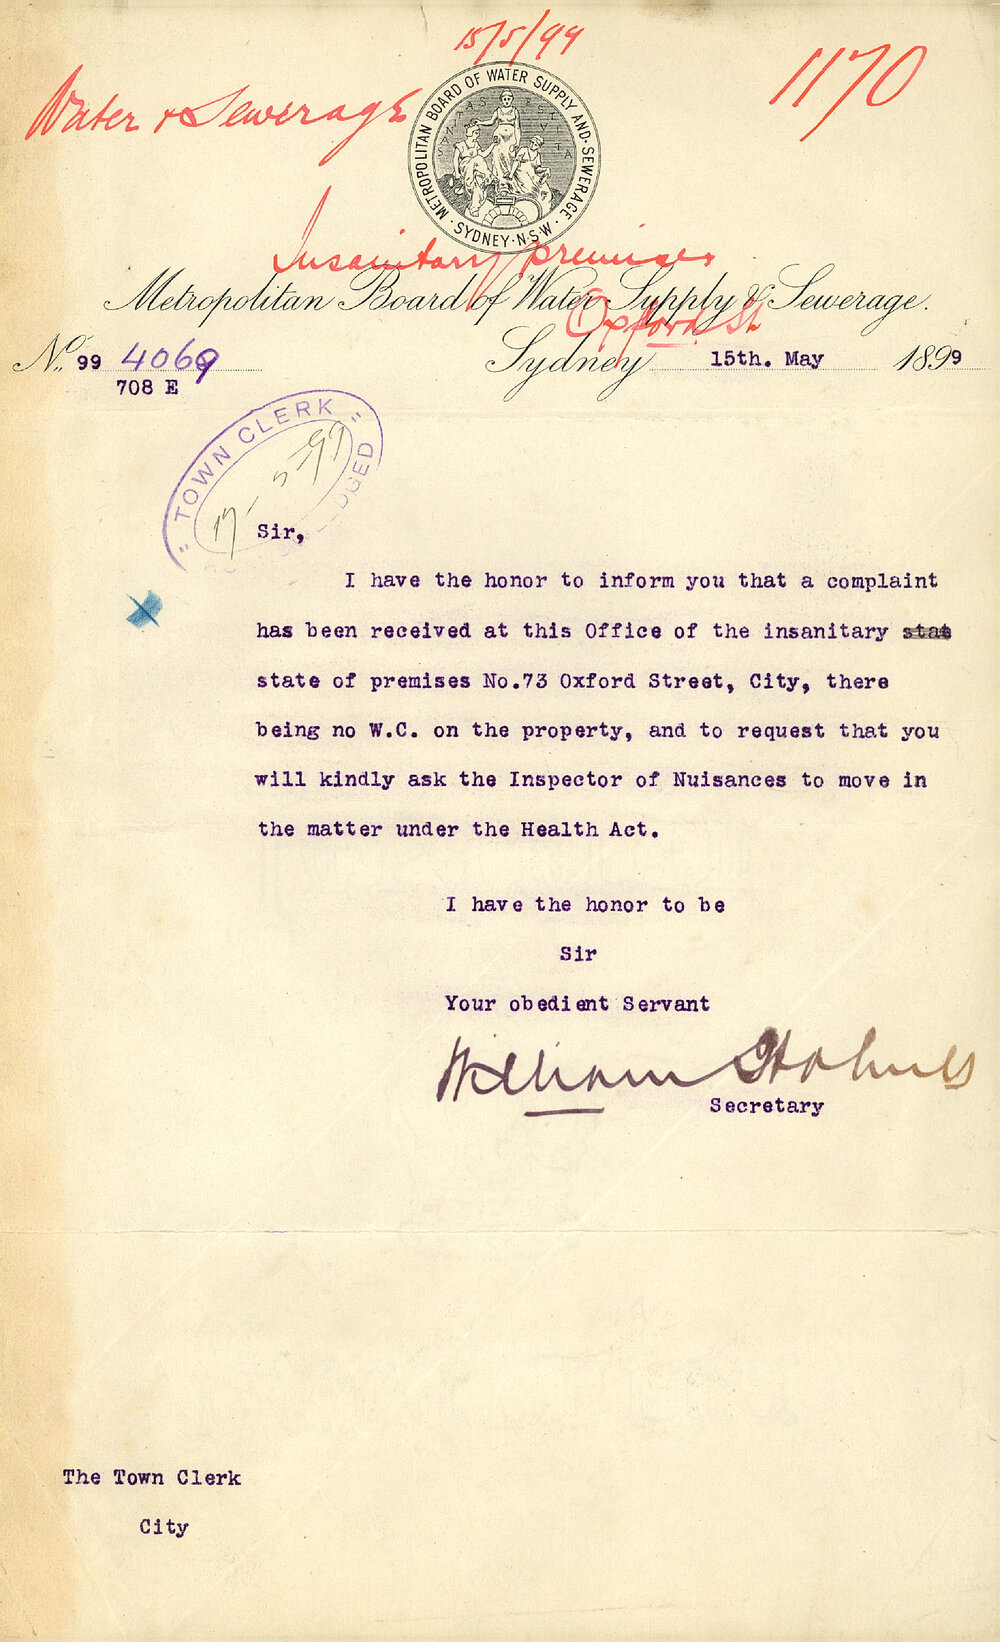 15/5/99
1170
Water & Sewerage
METROPOLITAN BOARD OF WATER SUPPLY AND SEWERAGE
SYDNEY·N·S·W·
Insanitary premises
Metropolitan Board of Water Supply & Sewerage.
Oxford St
No. 99 4069 Sydney 15th. May 1899
708 E
"TOWN CLERK"
17-5-99
Sir,
I have the honor to inform you that a complaint
has been received at this Office of the insanitary stat
state of premises No.73 Oxford Street, City, there
being no W.C. on the property, and to request that you
will kindly ask the Inspector of Nuisances to move in
the matter under the Health Act.
I have the honor to be
Sir
Your obedient Servant
William Holmes
Secretary
The Town Clerk
City